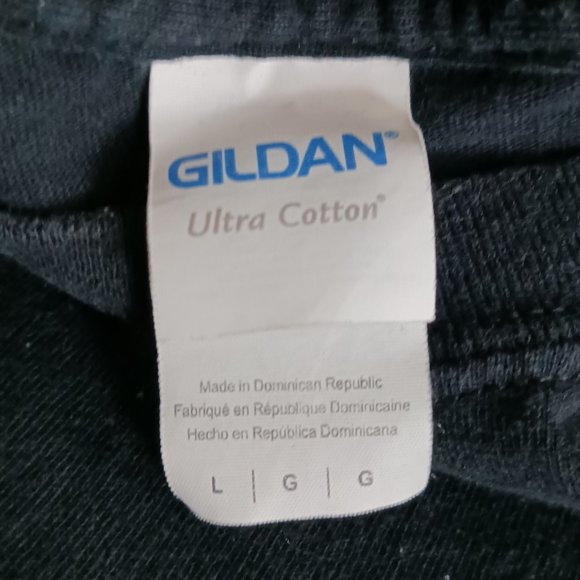 GILDAN®
Ultra Cotton®
Made in Dominican Republic
Fabriqué en République Dominicaine
Hecho en República Dominicana
L | G | G